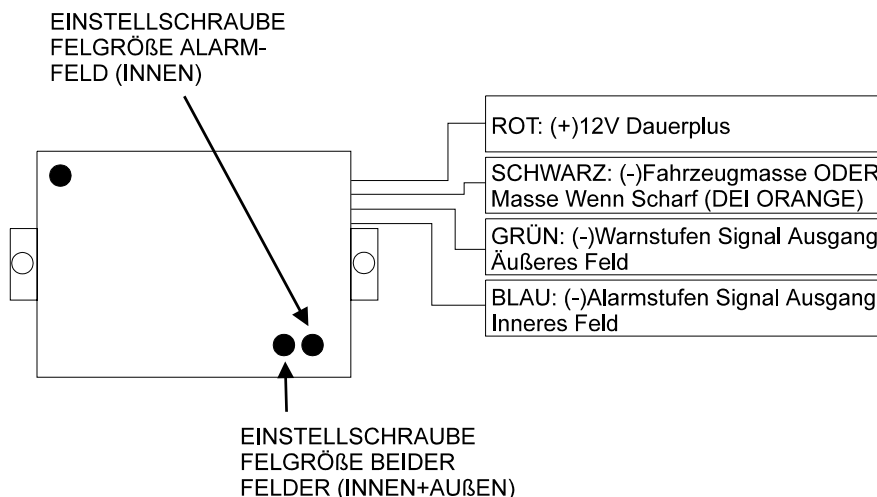 EINSTELLSCHRAUBE
FELGRÖßE ALARM-
FELD (INNEN)
ROT: (+)12V Dauerplus
SCHWARZ: (-)Fahrzeugmasse ODER
Masse Wenn Scharf (DEI ORANGE)
GRÜN: (-)Warnstufen Signal Ausgang
Äußeres Feld
BLAU: (-)Alarmstufen Signal Ausgang
Inneres Feld
EINSTELLSCHRAUBE
FELGRÖßE BEIDER
FELDER (INNEN+AUßEN)